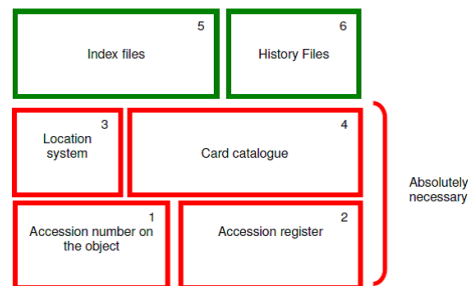 5
Index files
6
History Files
3
Location
system
4
Card catalogue
Absolutely
necessary
1
Accession number on
the object
2
Accession register